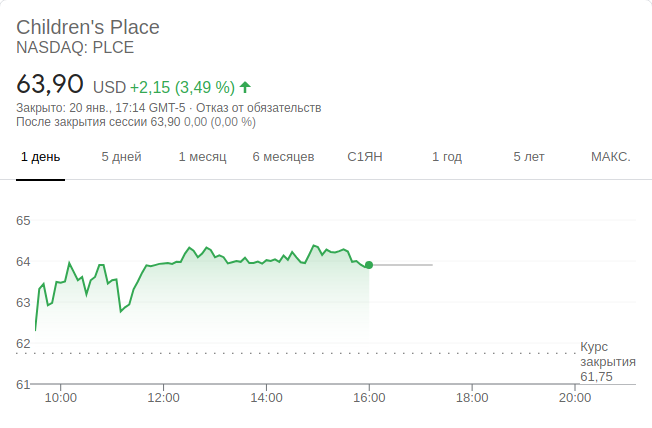 Children's Place
NASDAQ: PLCE
63,90 USD +2,15 (3,49 %)
Закрыто: 20 янв., 17:14 GMT-5 · Отказ от обязательств
После закрытия сессии 63,90 0,00 (0,00 %)
1 день 5 дней 1 месяц 6 месяцев С1ЯН 1 год 5 лет МАКС.
65
64
63
62
Курс
закрытия
61,75
61
10:00 12:00 14:00 16:00 18:00 20:00